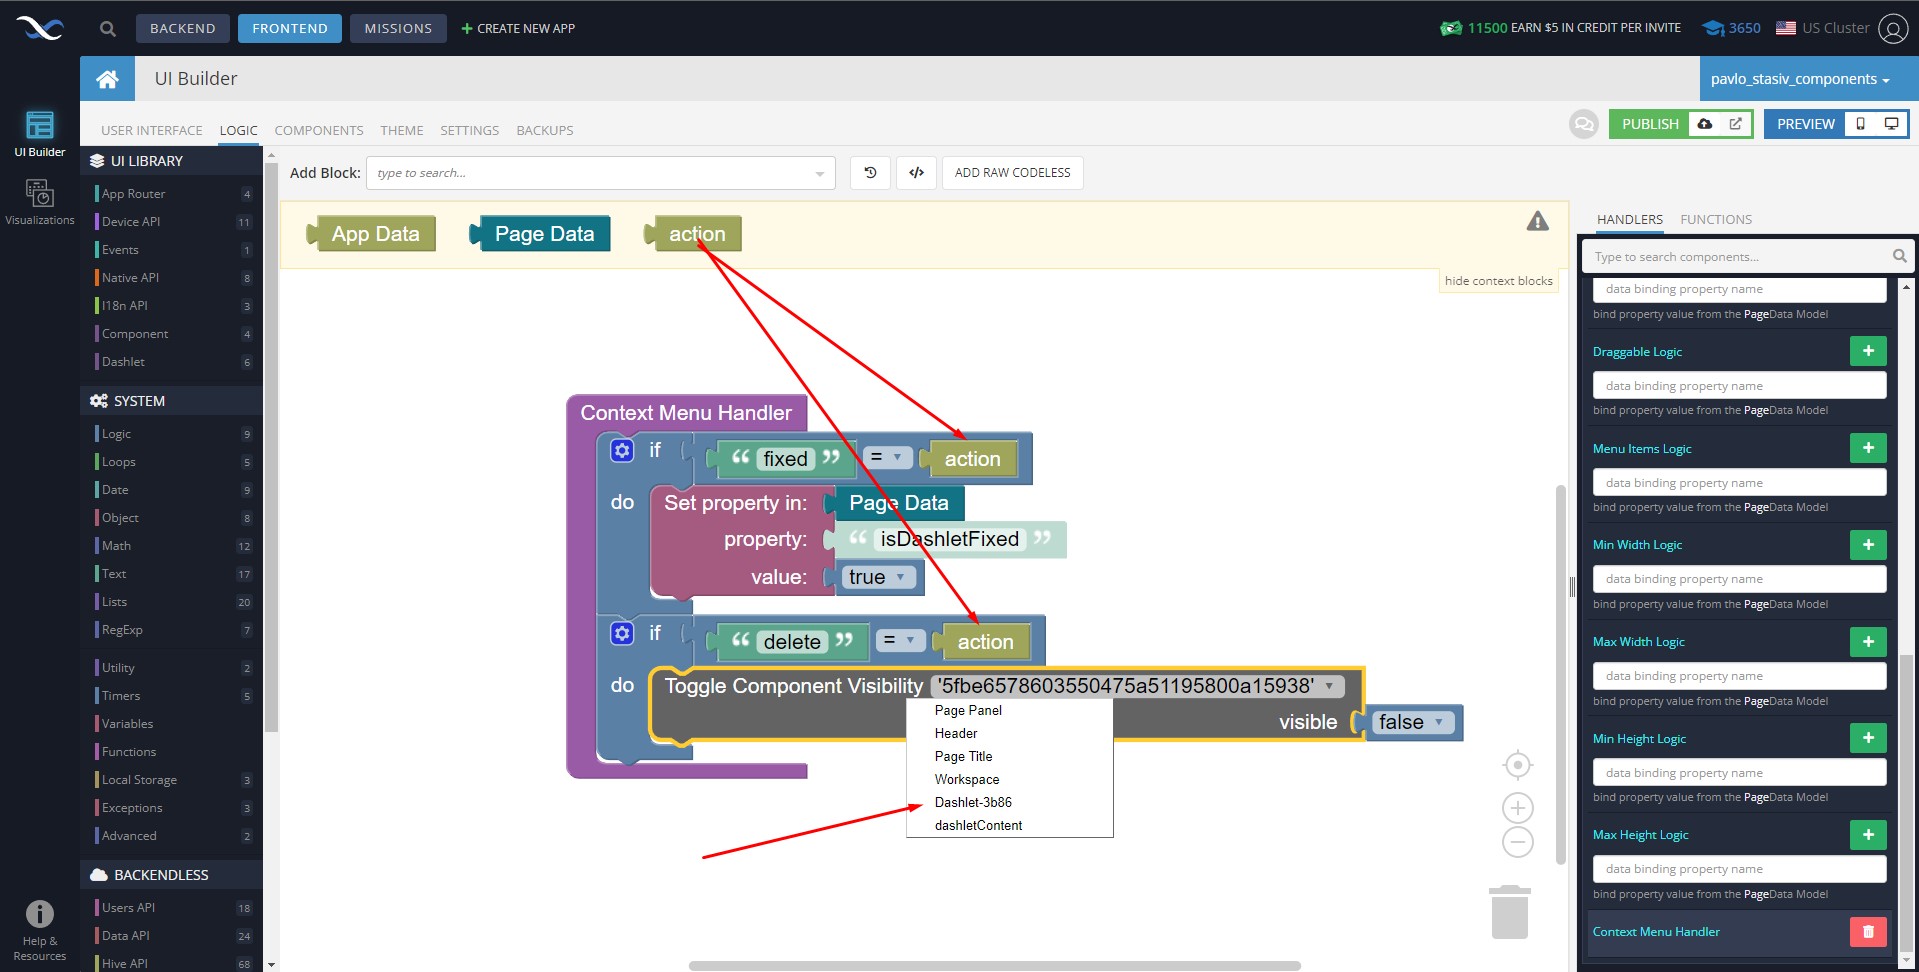 BACKEND
FRONTEND
MISSIONS
+ CREATE NEW APP
11500 EARN $5 IN CREDIT PER INVITE
3650
US Cluster
UI Builder
pavlo_stasiv_components
UI Builder
Visualizations
Help &
Resources
USER INTERFACE
LOGIC
COMPONENTS
THEME
SETTINGS
BACKUPS
PUBLISH
PREVIEW
UI LIBRARY
App Router 4
Device API 11
Events 1
Native API 8
I18n API 3
Component 4
Dashlet 6
SYSTEM
Logic 9
Loops 5
Date 9
Object 8
Math 12
Text 17
Lists 20
RegExp 7
Utility 2
Timers 5
Variables
Functions
Local Storage 3
Exceptions 3
Advanced 2
BACKENDLESS
Users API 18
Data API 24
Hive API 68
Add Block:
type to search...
</>
ADD RAW CODELESS
App Data
Page Data
action
hide context blocks
Context Menu Handler
if “ fixed ” = action
do Set property in: Page Data
property: “ isDashletFixed ”
value: true
if “ delete ” = action
do Toggle Component Visibility '5fbe6578603550475a51195800a15938'
visible false
Page Panel
Header
Page Title
Workspace
Dashlet-3b86
dashletContent
HANDLERS
FUNCTIONS
Type to search components...
data binding property name
bind property value from the PageData Model
Draggable Logic
data binding property name
bind property value from the PageData Model
Menu Items Logic
data binding property name
bind property value from the PageData Model
Min Width Logic
data binding property name
bind property value from the PageData Model
Max Width Logic
data binding property name
bind property value from the PageData Model
Min Height Logic
data binding property name
bind property value from the PageData Model
Max Height Logic
data binding property name
bind property value from the PageData Model
Context Menu Handler